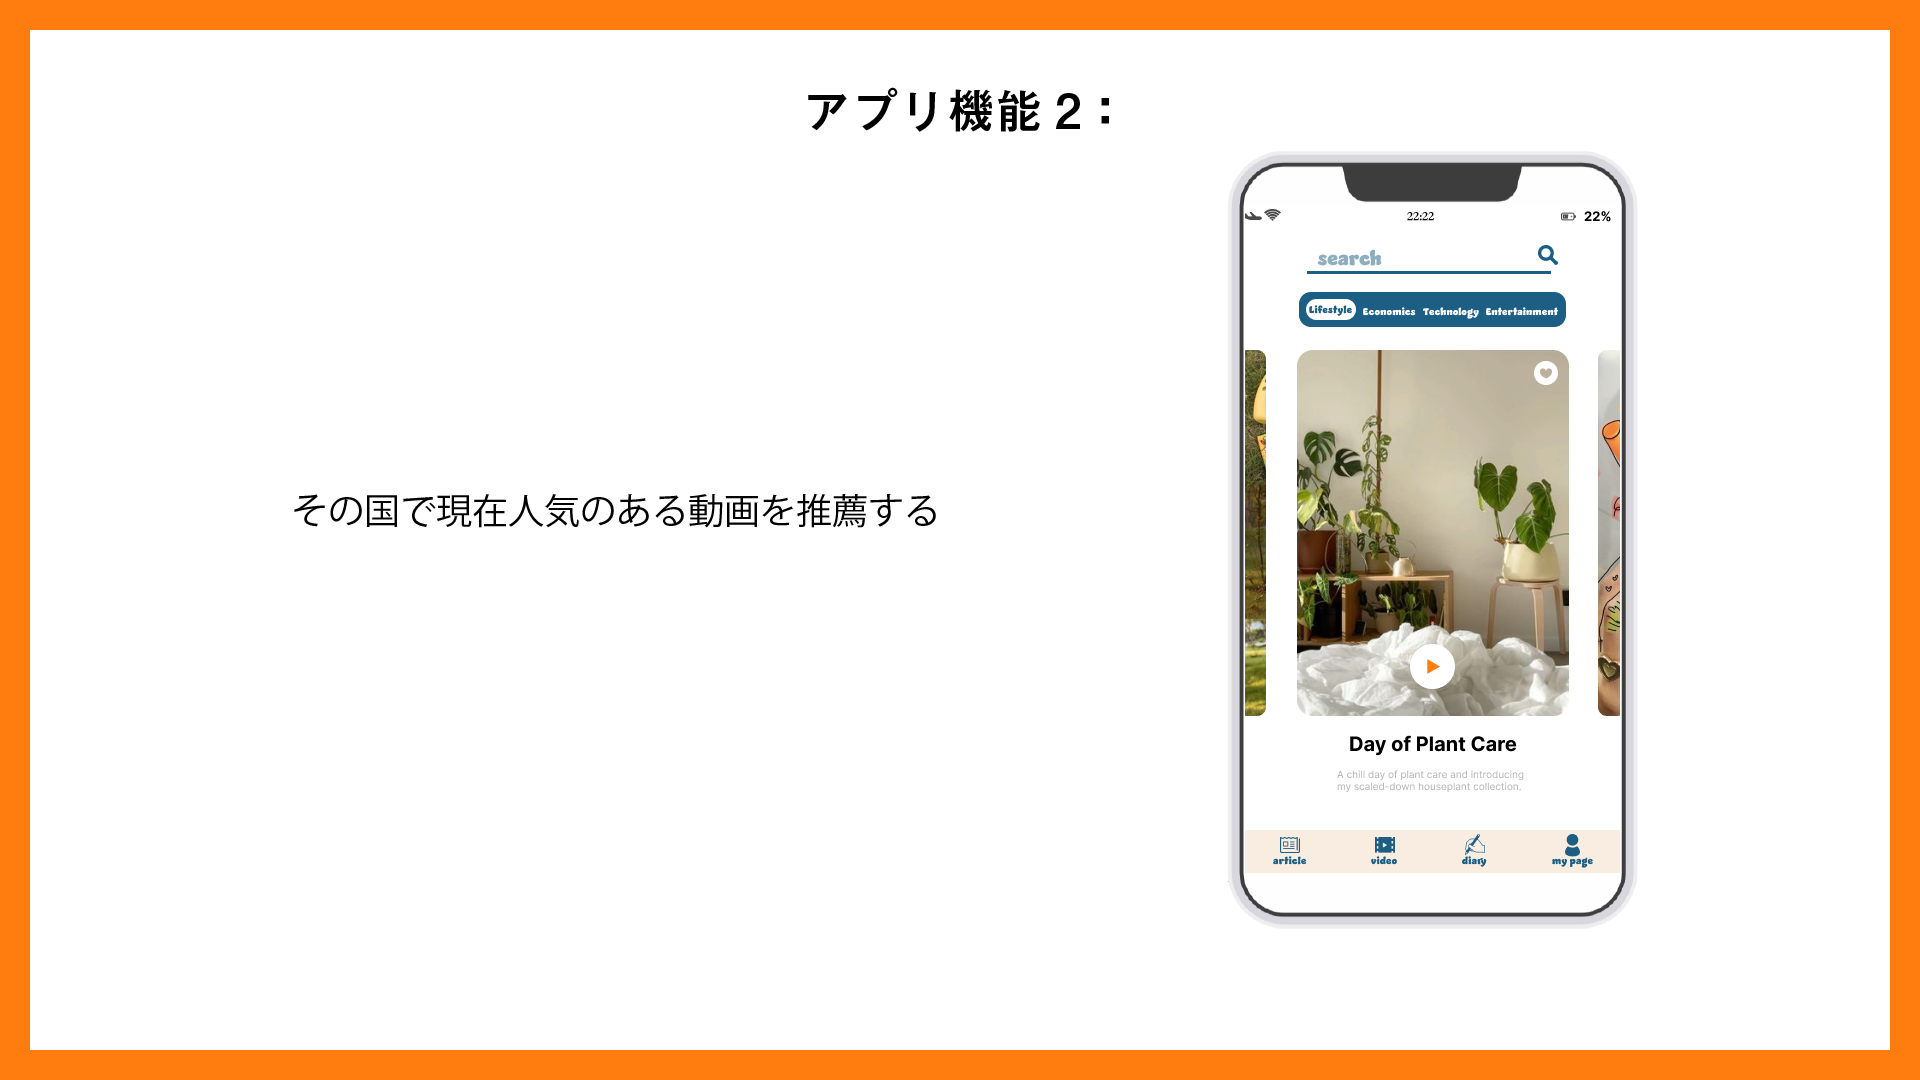 アプリ機能 2：
その国で現在人気のある動画を推薦する
22:22
22%
search
Lifestyle Economics Technology Entertainment
Day of Plant Care
A chill day of plant care and introducing
my scaled-down houseplant collection.
article video diary my page